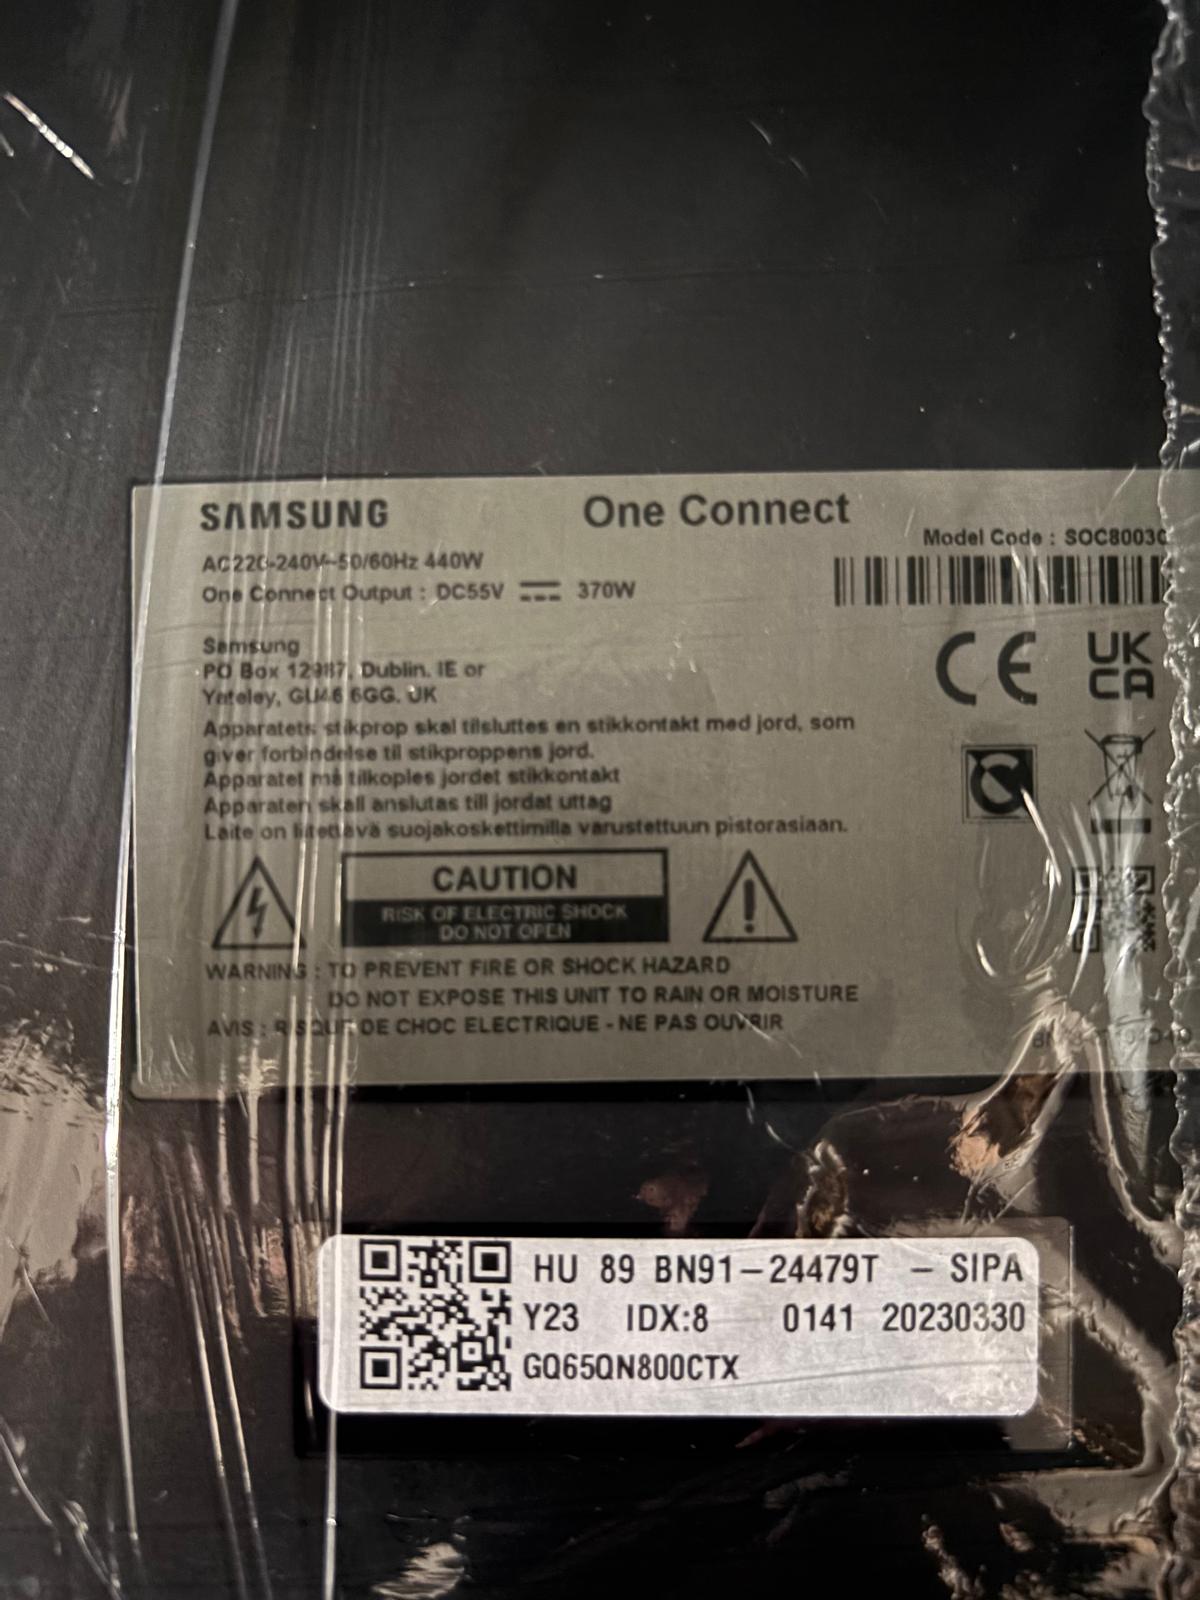 SAMSUNG
One Connect
Model Code : SOC8003C
AC220-240V~50/60Hz 440W
One Connect Output : DC55V 370W
Samsung
PO Box 12987, Dublin. IE or
Yateley, GU46 6GG. UK
CE
UK
CA
Apparatets stikprop skal tilsluttes en stikkontakt med jord, som
giver forbindelse til stikproppens jord.
Apparatet må tilkoples jordet stikkontakt
Apparaten skall anslutas till jordat uttag
Laite on liitettävä suojakoskettimilla varustettuun pistorasiaan.
CAUTION
RISK OF ELECTRIC SHOCK
DO NOT OPEN
WARNING : TO PREVENT FIRE OR SHOCK HAZARD
DO NOT EXPOSE THIS UNIT TO RAIN OR MOISTURE
AVIS : RISQUE DE CHOC ELECTRIQUE - NE PAS OUVRIR
HU 89 BN91-24479T - SIPA
Y23 IDX:8 0141 20230330
GQ65QN800CTX